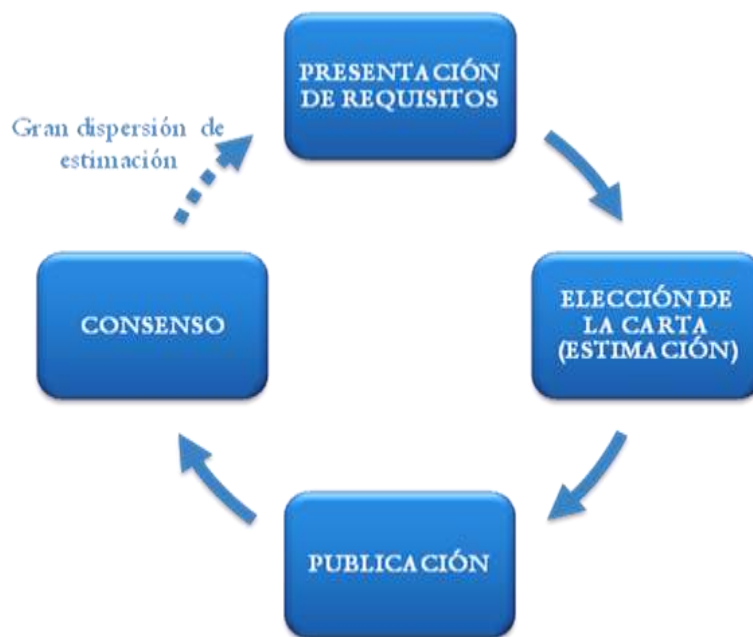 PRESENTACIÓN
DE REQUISITOS
Gran dispersión de
estimación
CONSENSO
ELECCIÓN DE
LA CARTA
(ESTIMACIÓN)
PUBLICACIÓN